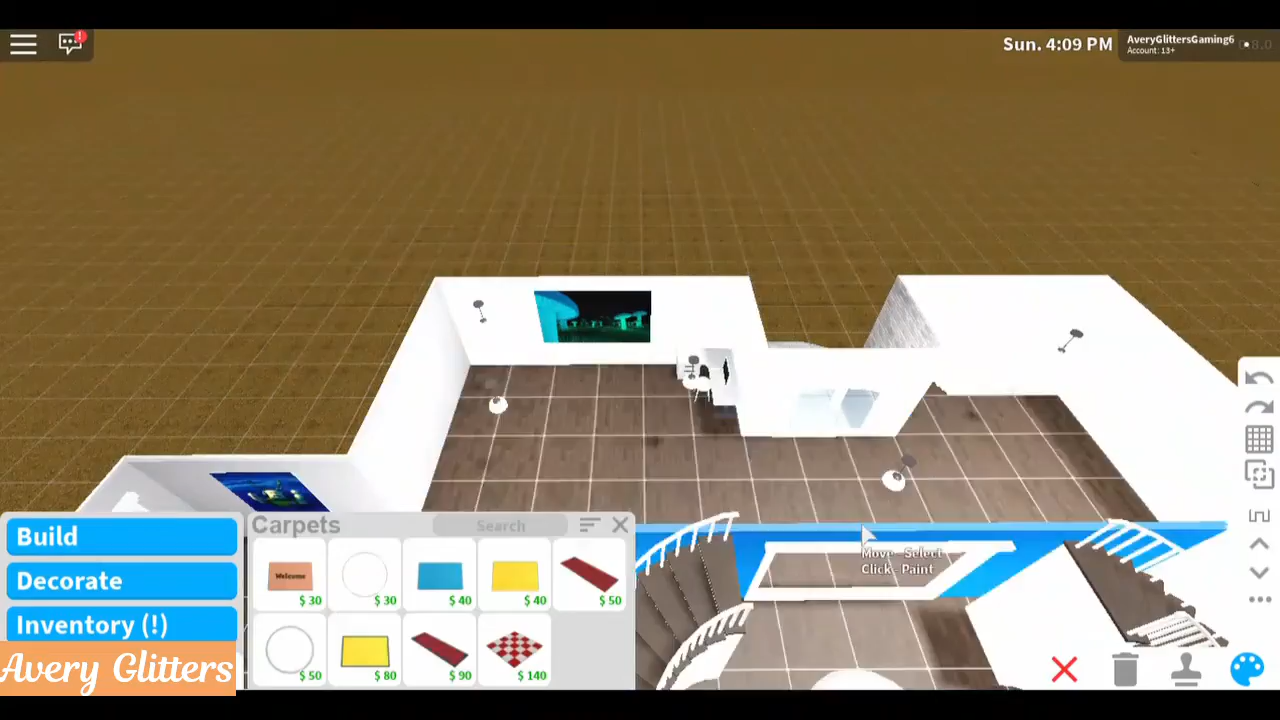 Sun. 4:09 PM
AveryGlittersGaming6
Account: 13+
Move - Select
Click - Paint
Build
Decorate
Inventory (!)
Avery Glitters
Carpets
Search
Welcome
$ 30
$ 30
$ 40
$ 40
$ 50
$ 50
$ 80
$ 90
$ 140